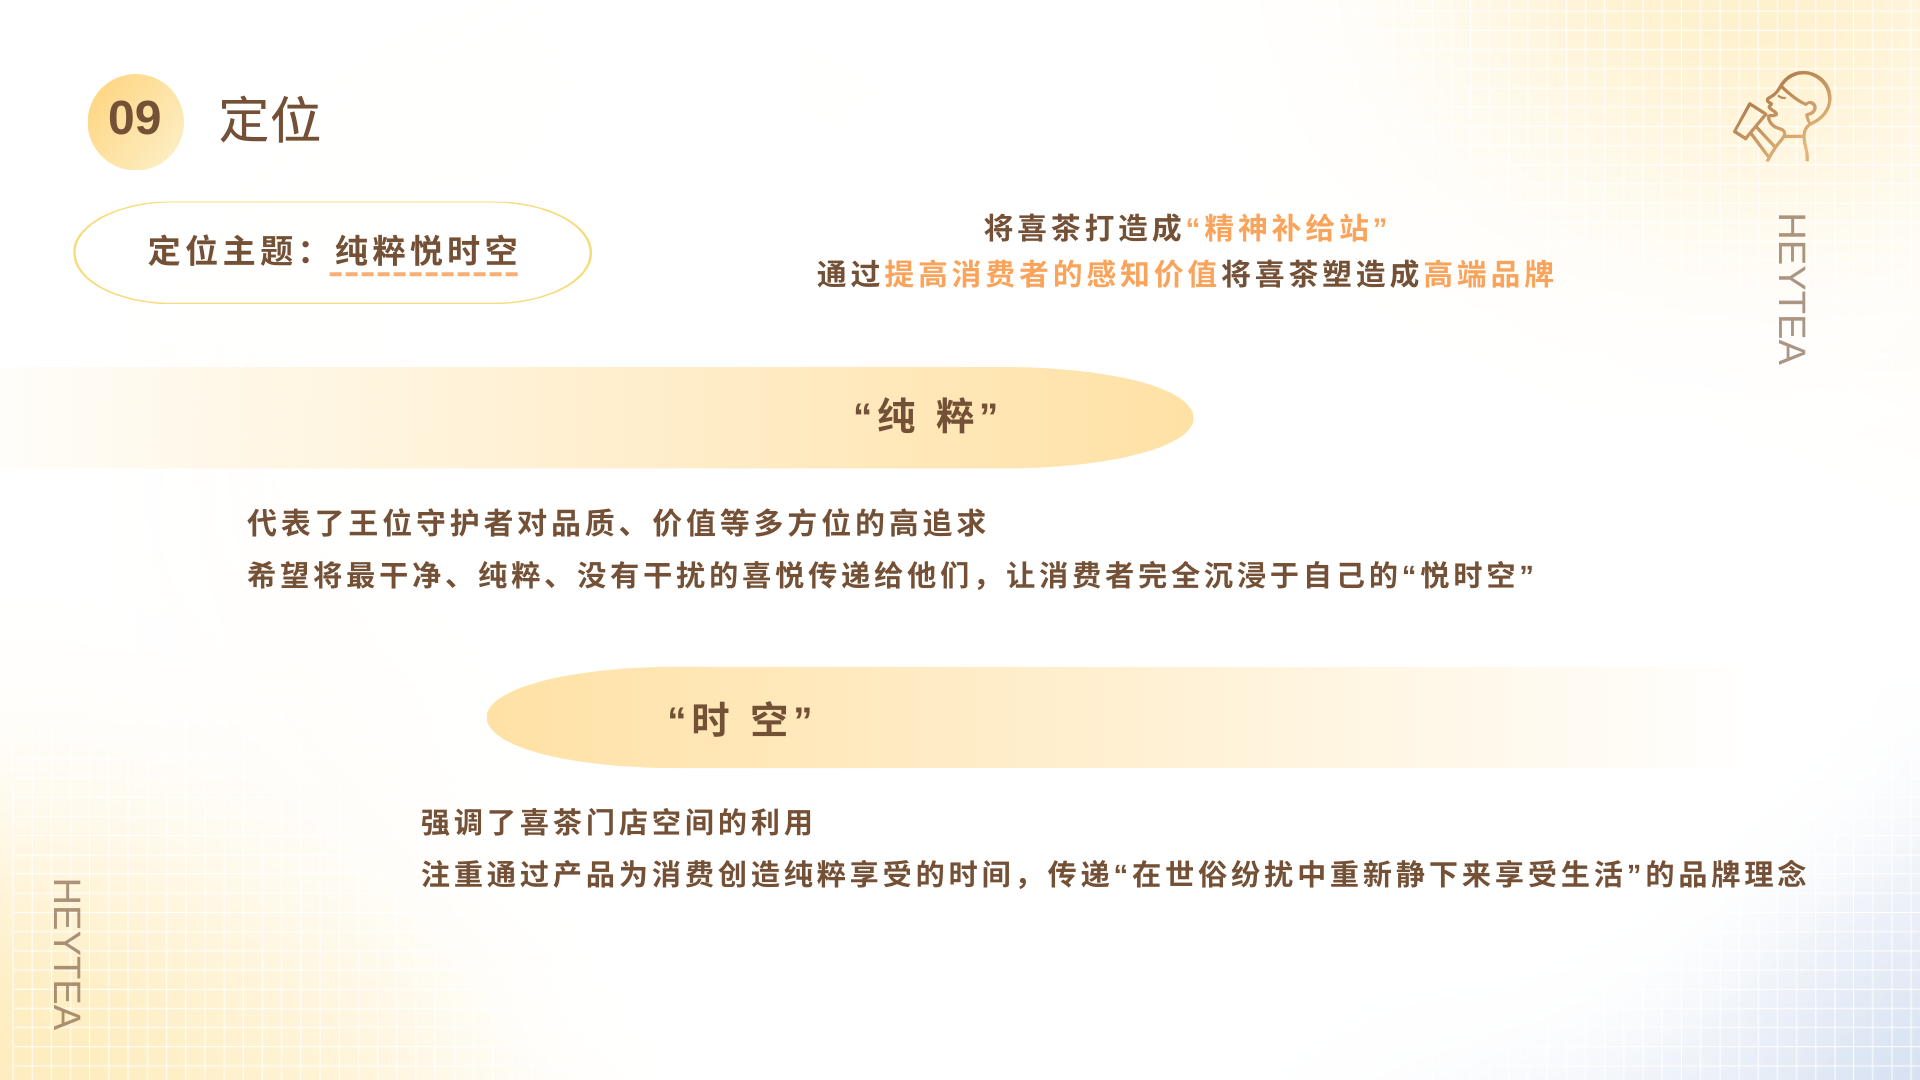 09 定位
定位主题：纯粹悦时空
将喜茶打造成“精神补给站”
通过提高消费者的感知价值将喜茶塑造成高端品牌
HEYTEA
“纯 粹”
代表了王位守护者对品质、价值等多方位的高追求
希望将最干净、纯粹、没有干扰的喜悦传递给他们，让消费者完全沉浸于自己的“悦时空”
“时 空”
强调了喜茶门店空间的利用
注重通过产品为消费创造纯粹享受的时间，传递“在世俗纷扰中重新静下来享受生活”的品牌理念
HEYTEA